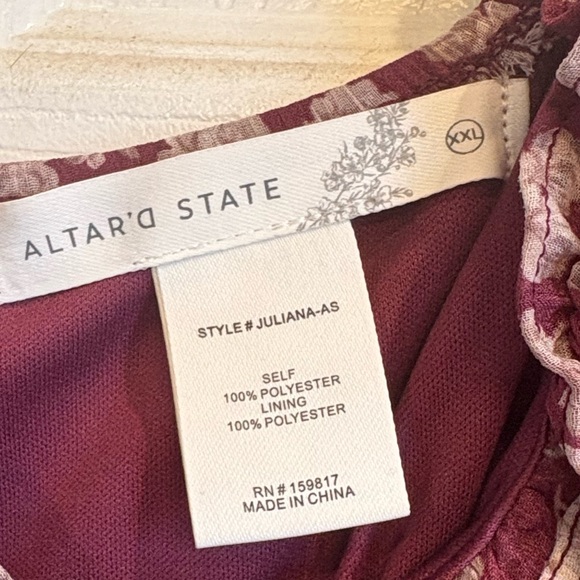 ALTAR'D STATE
XXL
STYLE # JULIANA-AS
SELF
100% POLYESTER
LINING
100% POLYESTER
RN # 159817
MADE IN CHINA